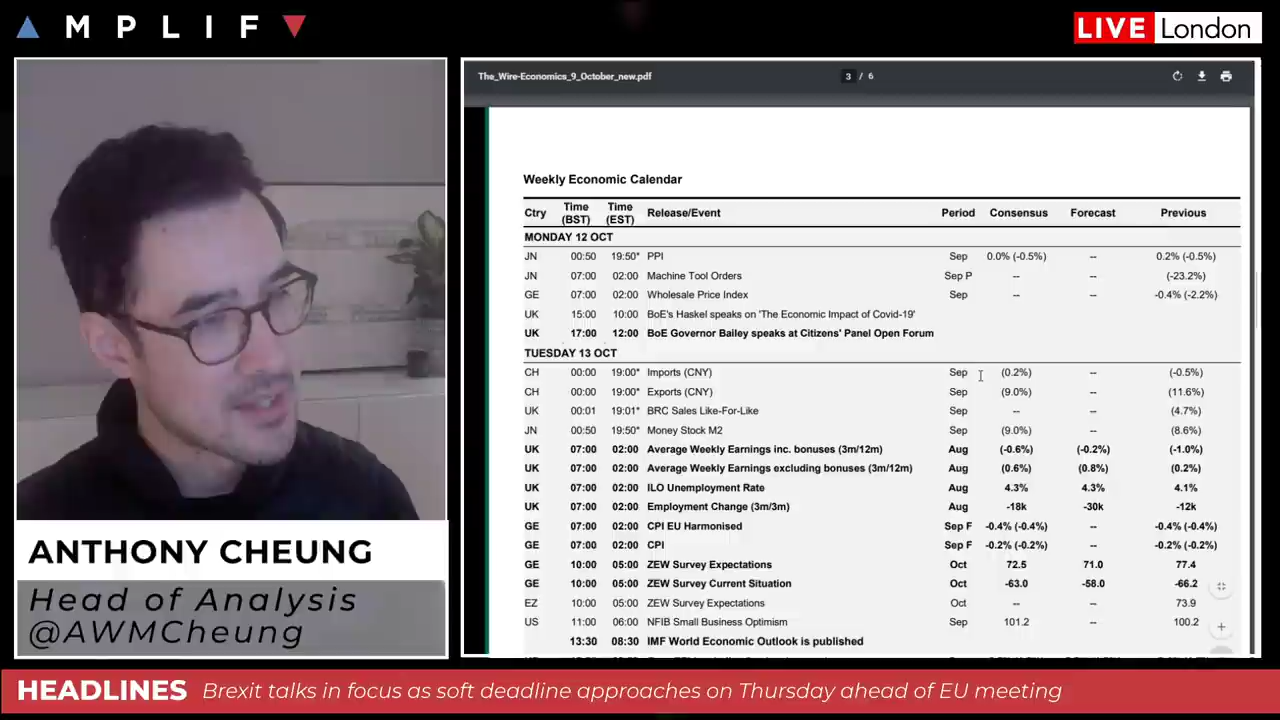 AMPLIFY
LIVE London
The_Wire-Economics_9_October_new.pdf
3 / 6
Weekly Economic Calendar
Ctry Time (BST) Time (EST) Release/Event Period Consensus Forecast Previous
MONDAY 12 OCT
JN 00:50 19:50* PPI Sep 0.0% (-0.5%) -- 0.2% (-0.5%)
JN 07:00 02:00 Machine Tool Orders Sep P -- -- (-23.2%)
GE 07:00 02:00 Wholesale Price Index Sep -- -- -0.4% (-2.2%)
UK 15:00 10:00 BoE's Haskel speaks on 'The Economic Impact of Covid-19'
UK 17:00 12:00 BoE Governor Bailey speaks at Citizens' Panel Open Forum
TUESDAY 13 OCT
CH 00:00 19:00* Imports (CNY) Sep (0.2%) -- (-0.5%)
CH 00:00 19:00* Exports (CNY) Sep (9.0%) -- (11.6%)
UK 00:01 19:01* BRC Sales Like-For-Like Sep -- -- (4.7%)
JN 00:50 19:50* Money Stock M2 Sep (9.0%) -- (8.6%)
UK 07:00 02:00 Average Weekly Earnings inc. bonuses (3m/12m) Aug (-0.6%) (-0.2%) (-1.0%)
UK 07:00 02:00 Average Weekly Earnings excluding bonuses (3m/12m) Aug (0.6%) (0.8%) (0.2%)
UK 07:00 02:00 ILO Unemployment Rate Aug 4.3% 4.3% 4.1%
UK 07:00 02:00 Employment Change (3m/3m) Aug -18k -30k -12k
GE 07:00 02:00 CPI EU Harmonised Sep F -0.4% (-0.4%) -- -0.4% (-0.4%)
GE 07:00 02:00 CPI Sep F -0.2% (-0.2%) -- -0.2% (-0.2%)
GE 10:00 05:00 ZEW Survey Expectations Oct 72.5 71.0 77.4
GE 10:00 05:00 ZEW Survey Current Situation Oct -63.0 -58.0 -66.2
EZ 10:00 05:00 ZEW Survey Expectations Oct -- -- 73.9
US 11:00 06:00 NFIB Small Business Optimism Sep 101.2 -- 100.2
13:30 08:30 IMF World Economic Outlook is published
ANTHONY CHEUNG
Head of Analysis
@AWMCheung
HEADLINES Brexit talks in focus as soft deadline approaches on Thursday ahead of EU meeting